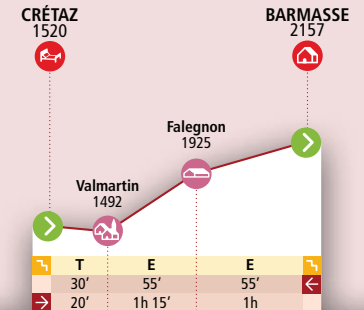 CRÉTAZ
1520
BARMASSE
2157
Falegnon
1925
Valmartin
1492
T E E
30’ 55’ 55’
20’ 1h 15’ 1h